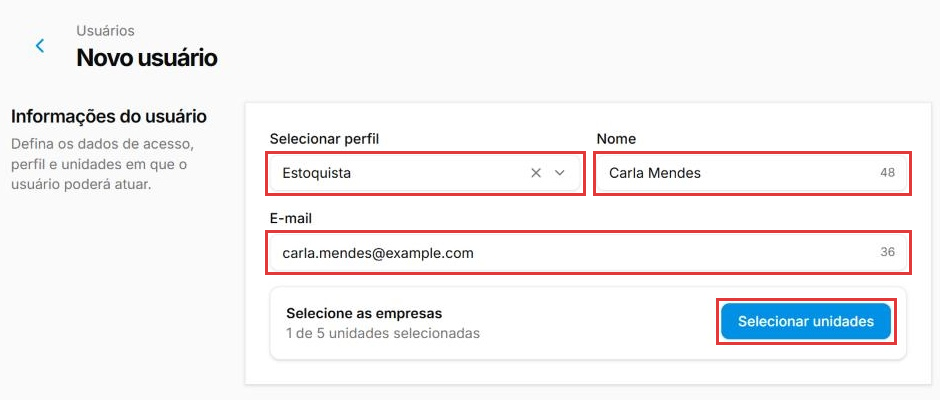 Usuários
Novo usuário
Informações do usuário
Defina os dados de acesso,
perfil e unidades em que o
usuário poderá atuar.
Selecionar perfil
Nome
Estoquista
Carla Mendes
48
E-mail
carla.mendes@example.com
36
Selecione as empresas
1 de 5 unidades selecionadas
Selecionar unidades